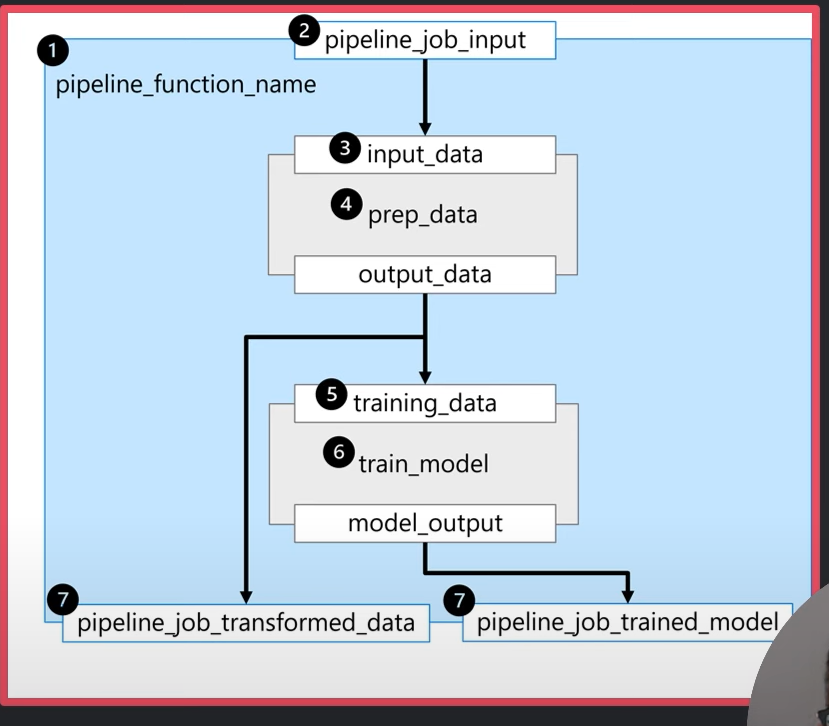 2 pipeline_job_input
1
pipeline_function_name
3 input_data
4 prep_data
output_data
5 training_data
6 train_model
model_output
7 pipeline_job_transformed_data
7 pipeline_job_trained_model